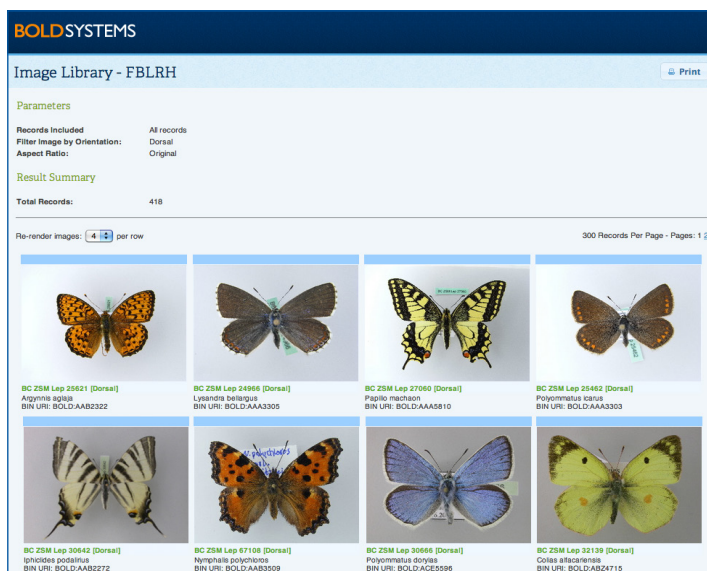 BOLDSYSTEMS
Image Library - FBLRH
Print
Parameters
Records Included All records
Filter Image by Orientation: Dorsal
Aspect Ratio: Original
Result Summary
Total Records: 418
Re-render images: 4 per row
300 Records Per Page - Pages: 1 2
BC ZSM Lep 25621 [Dorsal]
Argynnis aglaja
BIN URI: BOLD:AAB2322
BC ZSM Lep 24966 [Dorsal]
Lysandra bellargus
BIN URI: BOLD:AAA3305
BC ZSM Lep 27060 [Dorsal]
Papilio machaon
BIN URI: BOLD:AAA5810
25462
BC ZSM Lep 25462 [Dorsal]
Polyommatus icarus
BIN URI: BOLD:AAA3303
N. polychloros
BC ZSM Lep 30642 [Dorsal]
Iphiclides podalirius
BIN URI: BOLD:AAB2272
BC ZSM Lep 67108 [Dorsal]
Nymphalis polychloros
BIN URI: BOLD:AAB3509
BC ZSM Lep 30666 [Dorsal]
Polyommatus dorylas
BIN URI: BOLD:ACE5596
BC ZSM Lep 32139 [Dorsal]
Colias alfacariensis
BIN URI: BOLD:ABZ4715